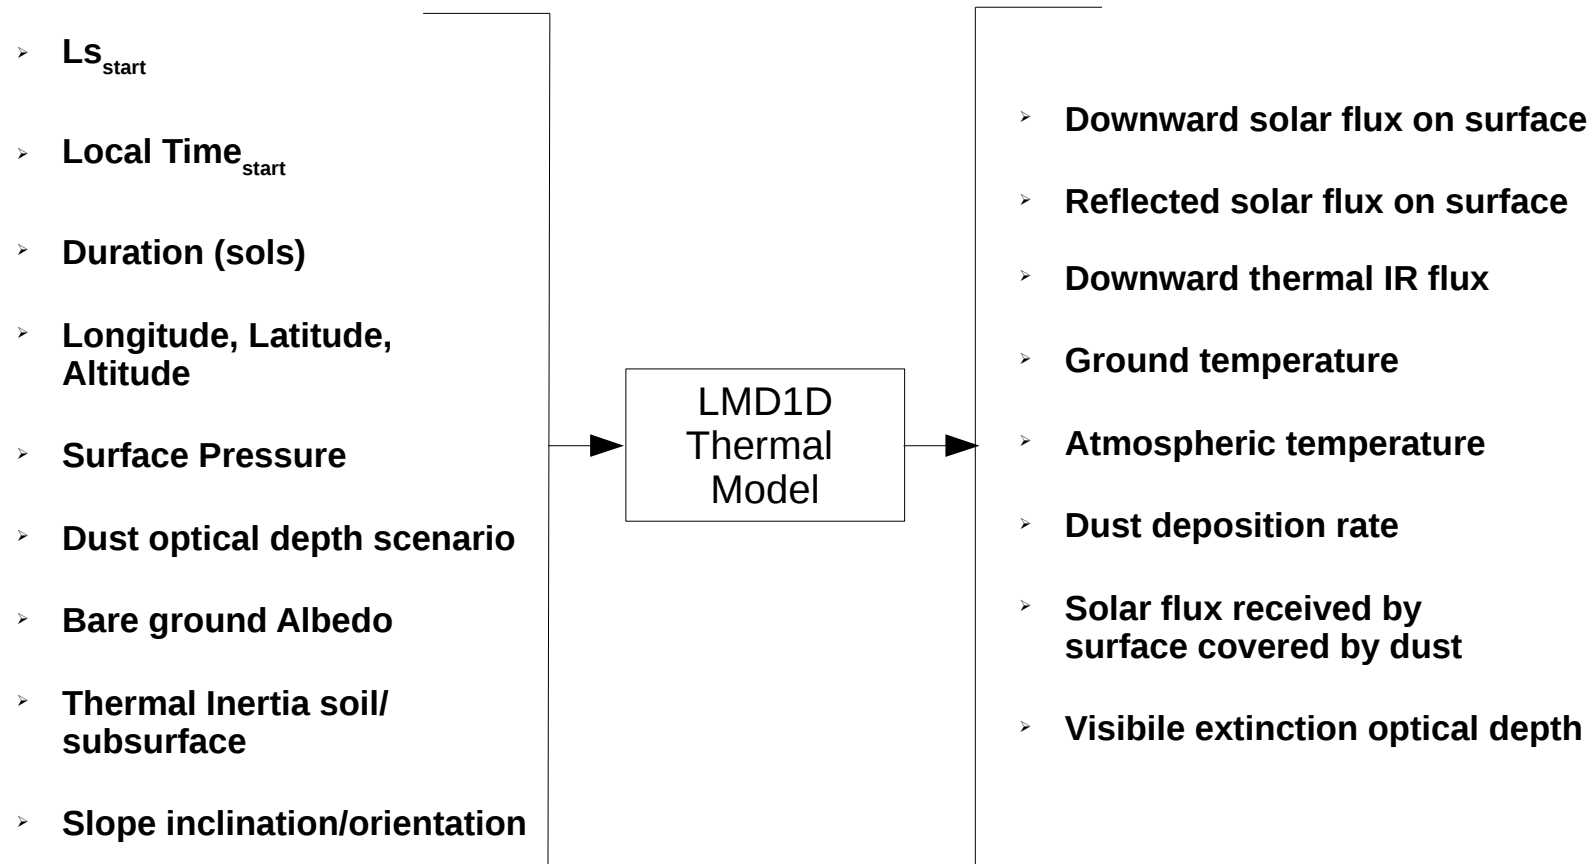 Ls start
Local Time start
Duration (sols)
Longitude, Latitude,
Altitude
Surface Pressure
Dust optical depth scenario
Bare ground Albedo
Thermal Inertia soil/
subsurface
Slope inclination/orientation
LMD1D
Thermal
Model
Downward solar flux on surface
Reflected solar flux on surface
Downward thermal IR flux
Ground temperature
Atmospheric temperature
Dust deposition rate
Solar flux received by
surface covered by dust
Visibile extinction optical depth